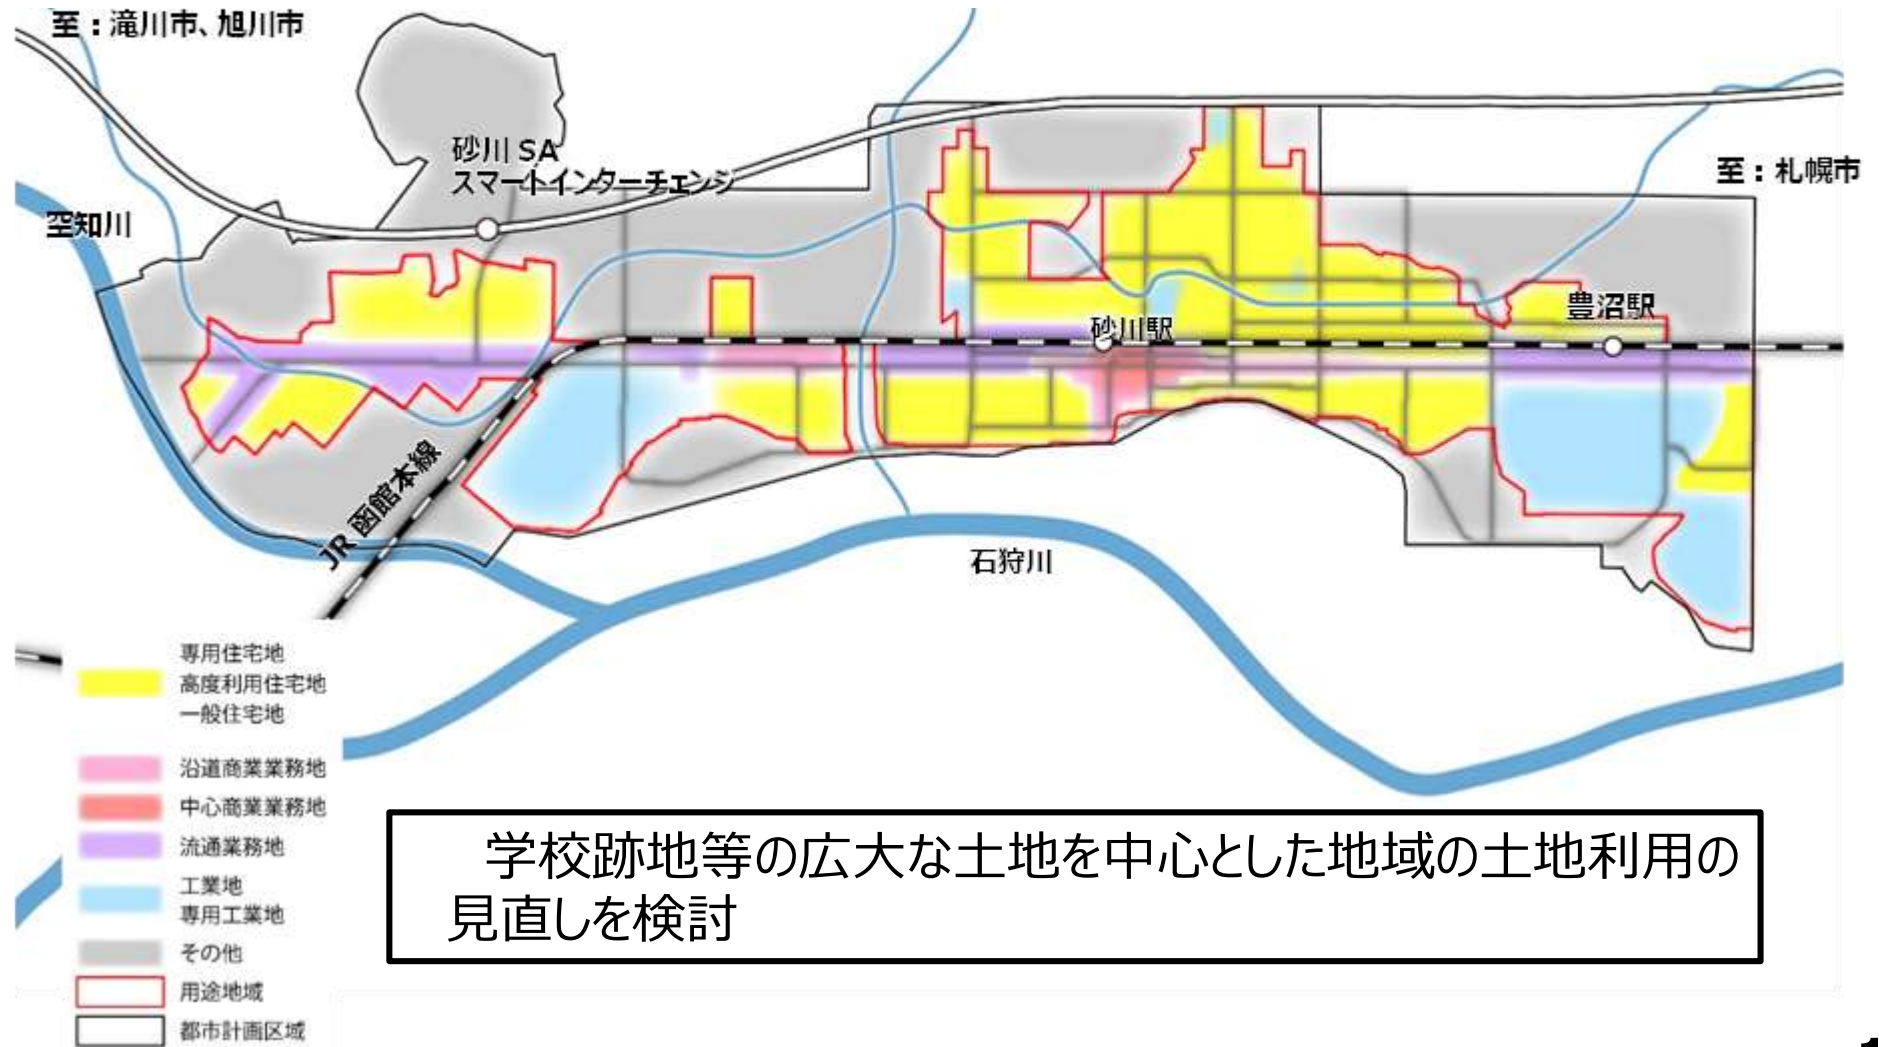 至：滝川市、旭川市
砂川 SA
スマートインターチェンジ
至：札幌市
空知川
豊沼駅
砂川駅
JR 函館本線
石狩川
専用住宅地
高度利用住宅地
一般住宅地
沿道商業業務地
中心商業業務地
流通業務地
工業地
専用工業地
その他
用途地域
都市計画区域
学校跡地等の広大な土地を中心とした地域の土地利用の
見直しを検討